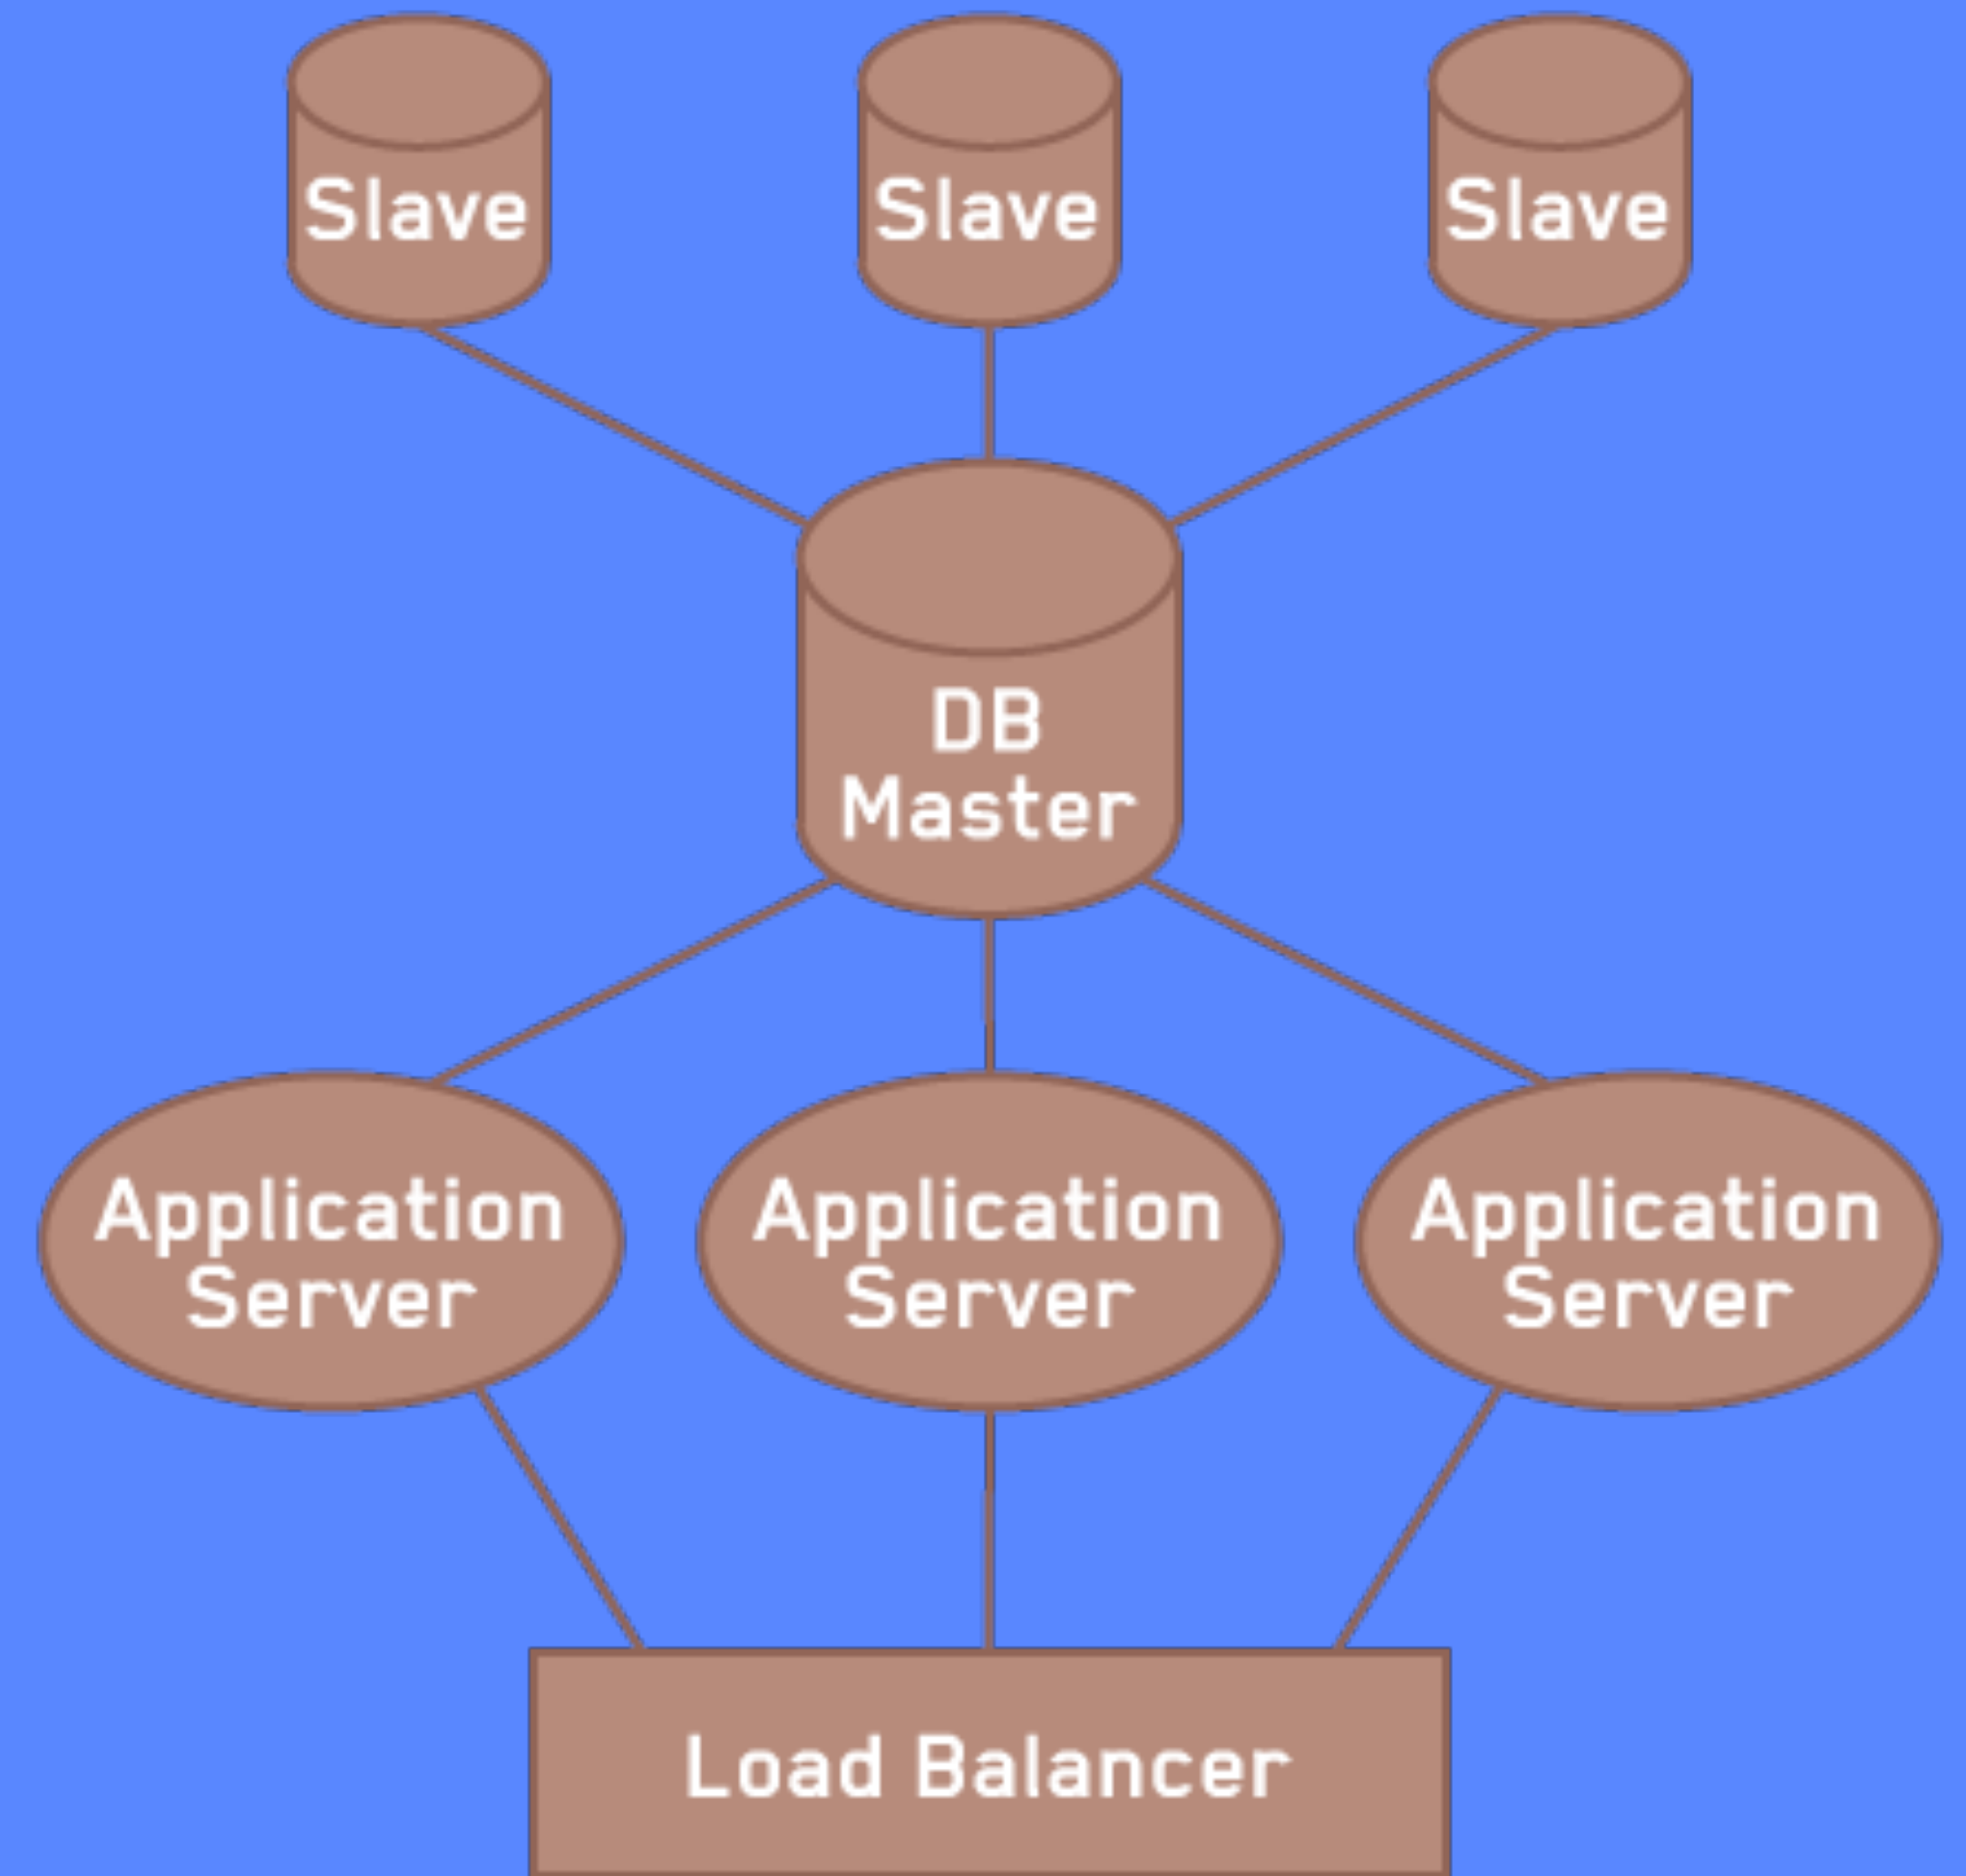 Slave
Slave
Slave
DB
Master
Application
Server
Application
Server
Application
Server
Load Balancer